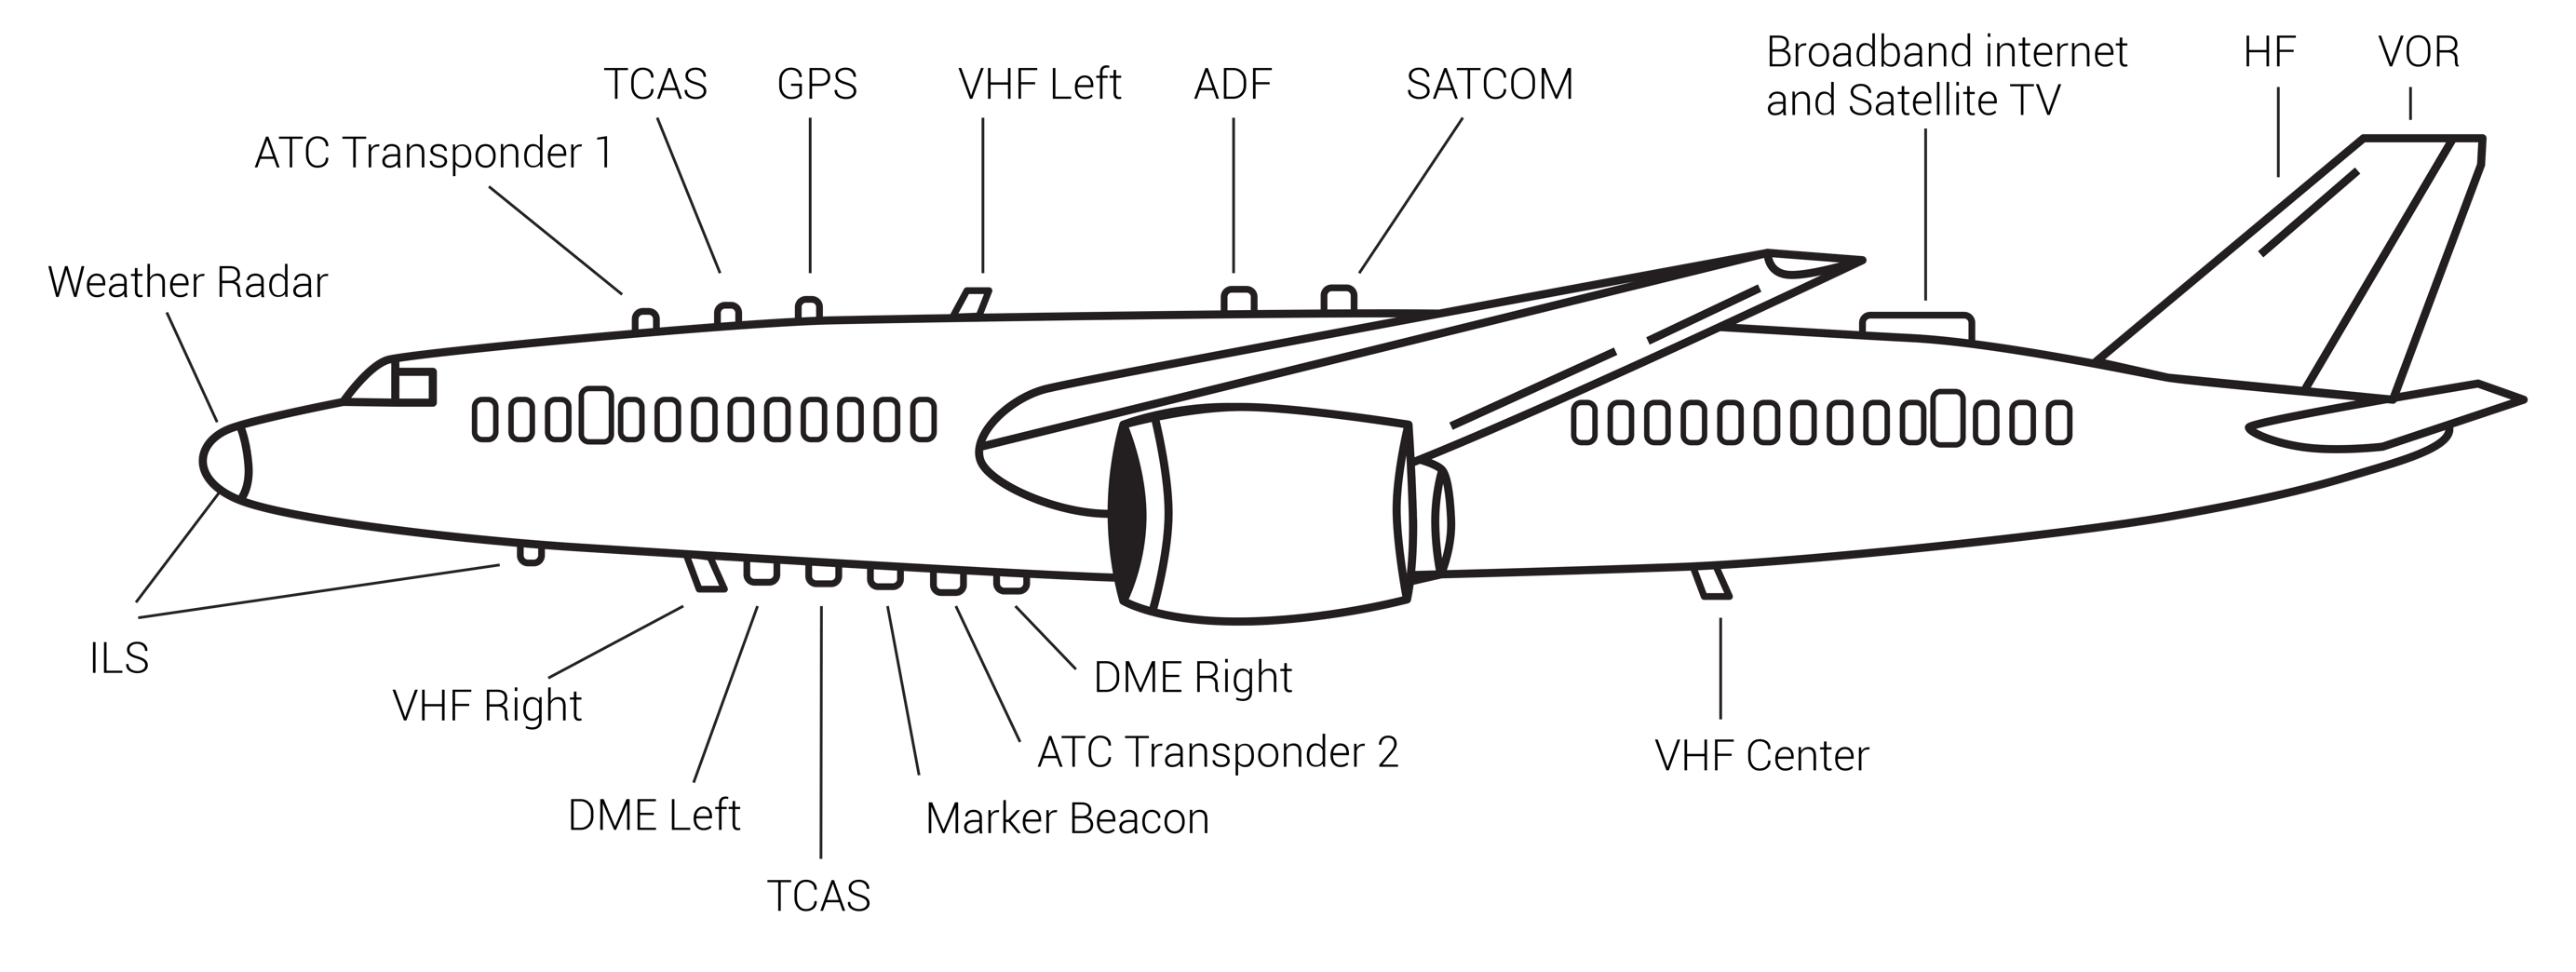 Broadband internet
and Satellite TV
HF
VOR
TCAS
GPS
VHF Left
ADF
SATCOM
ATC Transponder 1
Weather Radar
ILS
VHF Right
DME Right
ATC Transponder 2
VHF Center
DME Left
Marker Beacon
TCAS